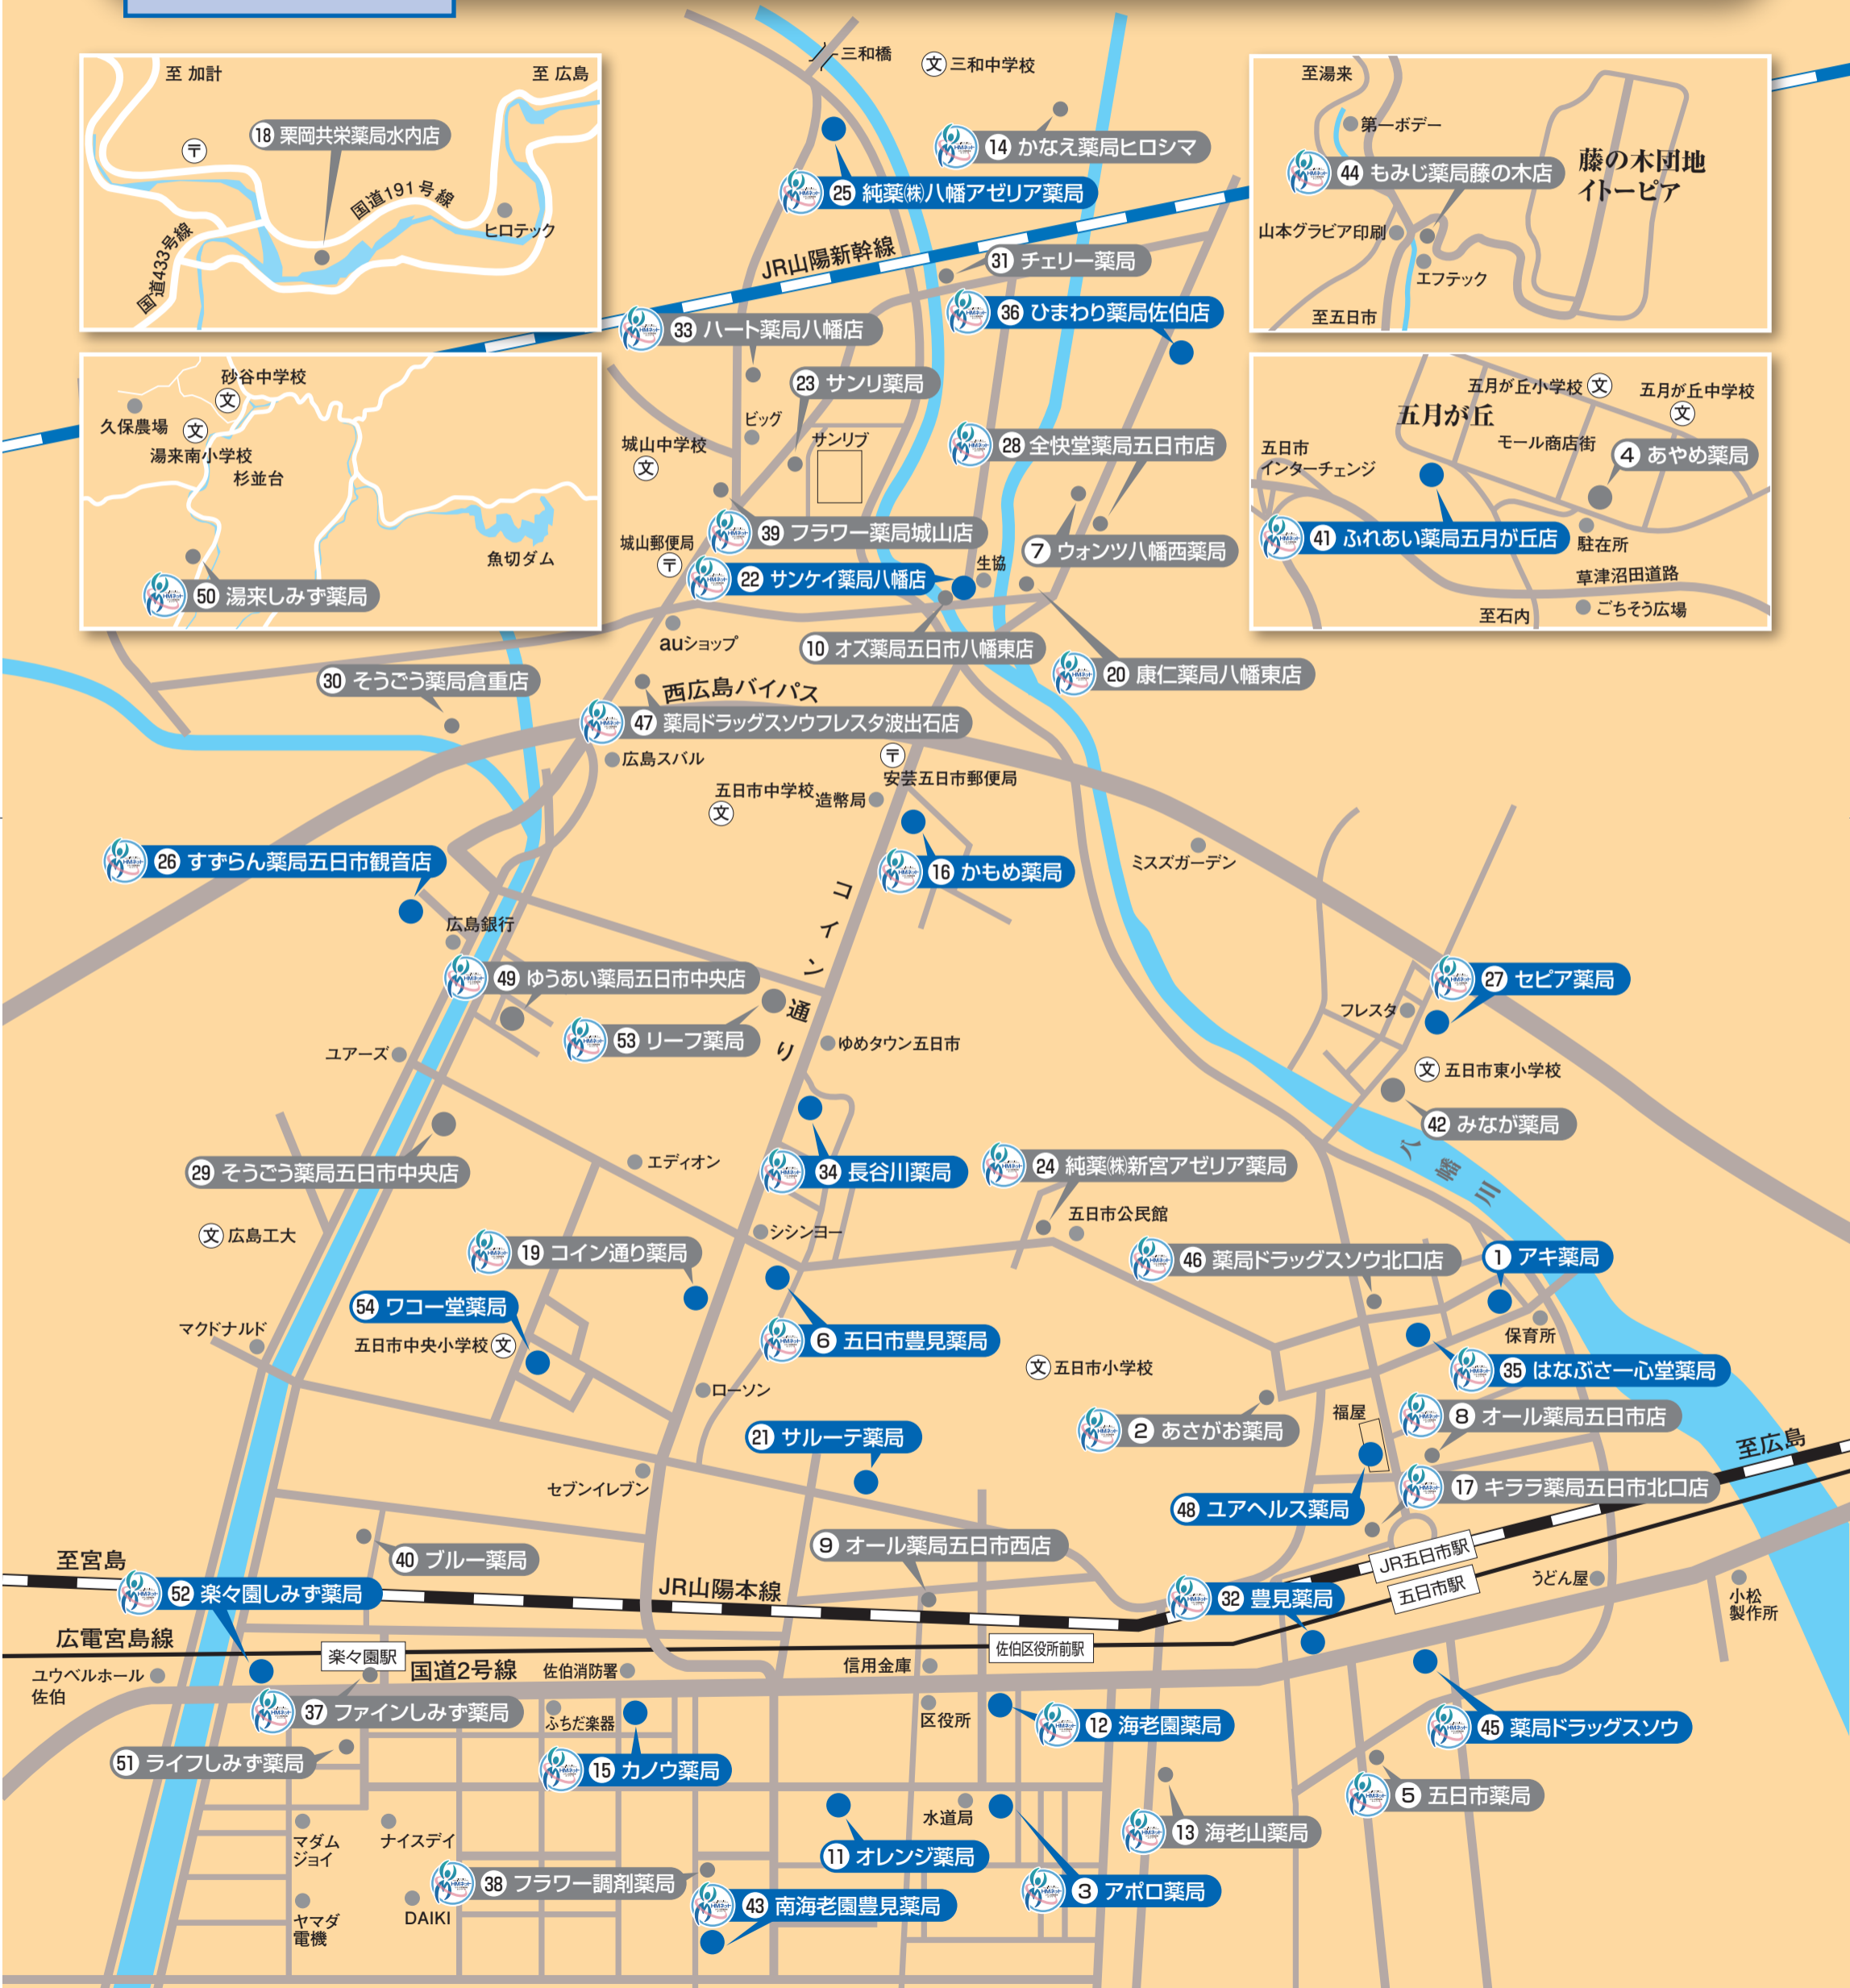 三和橋
文 三和中学校
14 かなえ薬局ヒロシマ
25 純薬㈱八幡アゼリア薬局
至 加計
至 広島
18 栗岡共栄薬局水内店
〒
国道191号線
国道433号線
ヒロテック
至湯来
第一ボデー
44 もみじ薬局藤の木店
藤の木団地
イトーピア
山本グラビア印刷
エフテック
至五日市
JR山陽新幹線
31 チェリー薬局
36 ひまわり薬局佐伯店
33 ハート薬局八幡店
23 サンリ薬局
ビッグ
サンリブ
城山中学校
文
28 全快堂薬局五日市店
砂谷中学校
文
久保農場
文
湯来南小学校
杉並台
魚切ダム
50 湯来しみず薬局
五月が丘小学校 文
五月が丘中学校
文
五月が丘
モール商店街
五日市
インターチェンジ
4 あやめ薬局
41 ふれあい薬局五月が丘店
駐在所
草津沼田道路
至石内
ごちそう広場
39 フラワー薬局城山店
城山郵便局
〒
7 ウォンツ八幡西薬局
生協
22 サンケイ薬局八幡店
auショップ
10 オズ薬局五日市八幡東店
20 康仁薬局八幡東店
30 そうごう薬局倉重店
西広島バイパス
47 薬局ドラッグスソウフレスタ波出石店
広島スバル
〒
安芸五日市郵便局
五日市中学校
文
造幣局
16 かもめ薬局
ミスズガーデン
26 すずらん薬局五日市観音店
広島銀行
コイン通り
49 ゆうあい薬局五日市中央店
53 リーフ薬局
27 セピア薬局
フレスタ
ユアーズ
ゆめタウン五日市
文 五日市東小学校
42 みなが薬局
八幡川
29 そうごう薬局五日市中央店
エディオン
34 長谷川薬局
24 純薬㈱新宮アゼリア薬局
五日市公民館
文 広島工大
シシンヨー
19 コイン通り薬局
46 薬局ドラッグスソウ北口店
1 アキ薬局
54 ワコー堂薬局
マクドナルド
五日市中央小学校 文
6 五日市豊見薬局
保育所
文 五日市小学校
35 はなぶさ一心堂薬局
ローソン
福屋
8 オール薬局五日市店
2 あさがお薬局
21 サルーテ薬局
至広島
セブンイレブン
17 キララ薬局五日市北口店
48 ユアヘルス薬局
9 オール薬局五日市西店
40 ブルー薬局
至宮島
JR五日市駅
五日市駅
うどん屋
小松
製作所
52 楽々園しみず薬局
JR山陽本線
32 豊見薬局
広電宮島線
楽々園駅
佐伯区役所前駅
ユウベルホール
佐伯
国道2号線
佐伯消防署
信用金庫
37 ファインしみず薬局
ふちだ楽器
区役所
12 海老園薬局
45 薬局ドラッグスソウ
51 ライフしみず薬局
15 カノウ薬局
5 五日市薬局
水道局
13 海老山薬局
マダム
ジョイ
ナイスデイ
11 オレンジ薬局
38 フラワー調剤薬局
3 アポロ薬局
43 南海老園豊見薬局
ヤマダ
電機
DAIKI